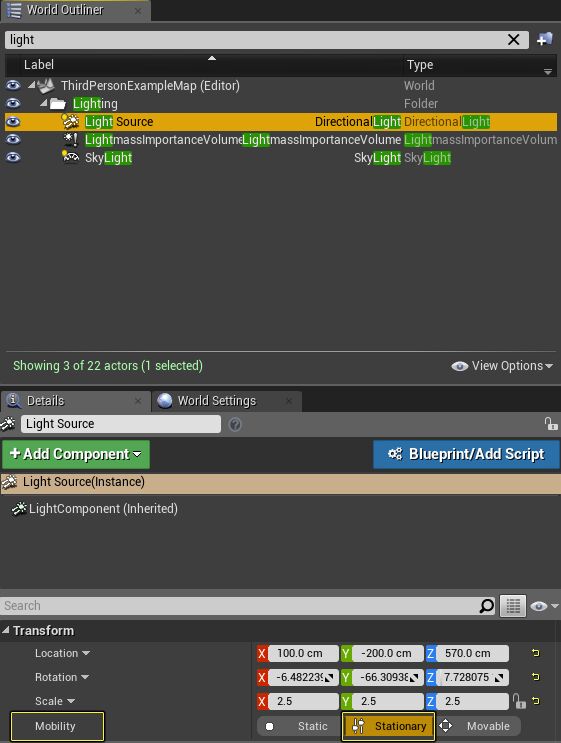 World Outliner
light
Label Type
ThirdPersonExampleMap (Editor) World
Lighting Folder
Light Source DirectionalLight DirectionalLight
LightmassImportanceVolume LightmassImportanceVolume LightmassImportanceVolum
SkyLight SkyLight SkyLight
Showing 3 of 22 actors (1 selected) View Options
Details World Settings
Light Source
+ Add Component Blueprint/Add Script
Light Source(Instance)
LightComponent (Inherited)
Search
Transform
Location X 100.0 cm Y -200.0 cm Z 570.0 cm
Rotation X -6.482239 Y -66.30938 Z 7.728075
Scale X 2.5 Y 2.5 Z 2.5
Mobility Static Stationary Movable